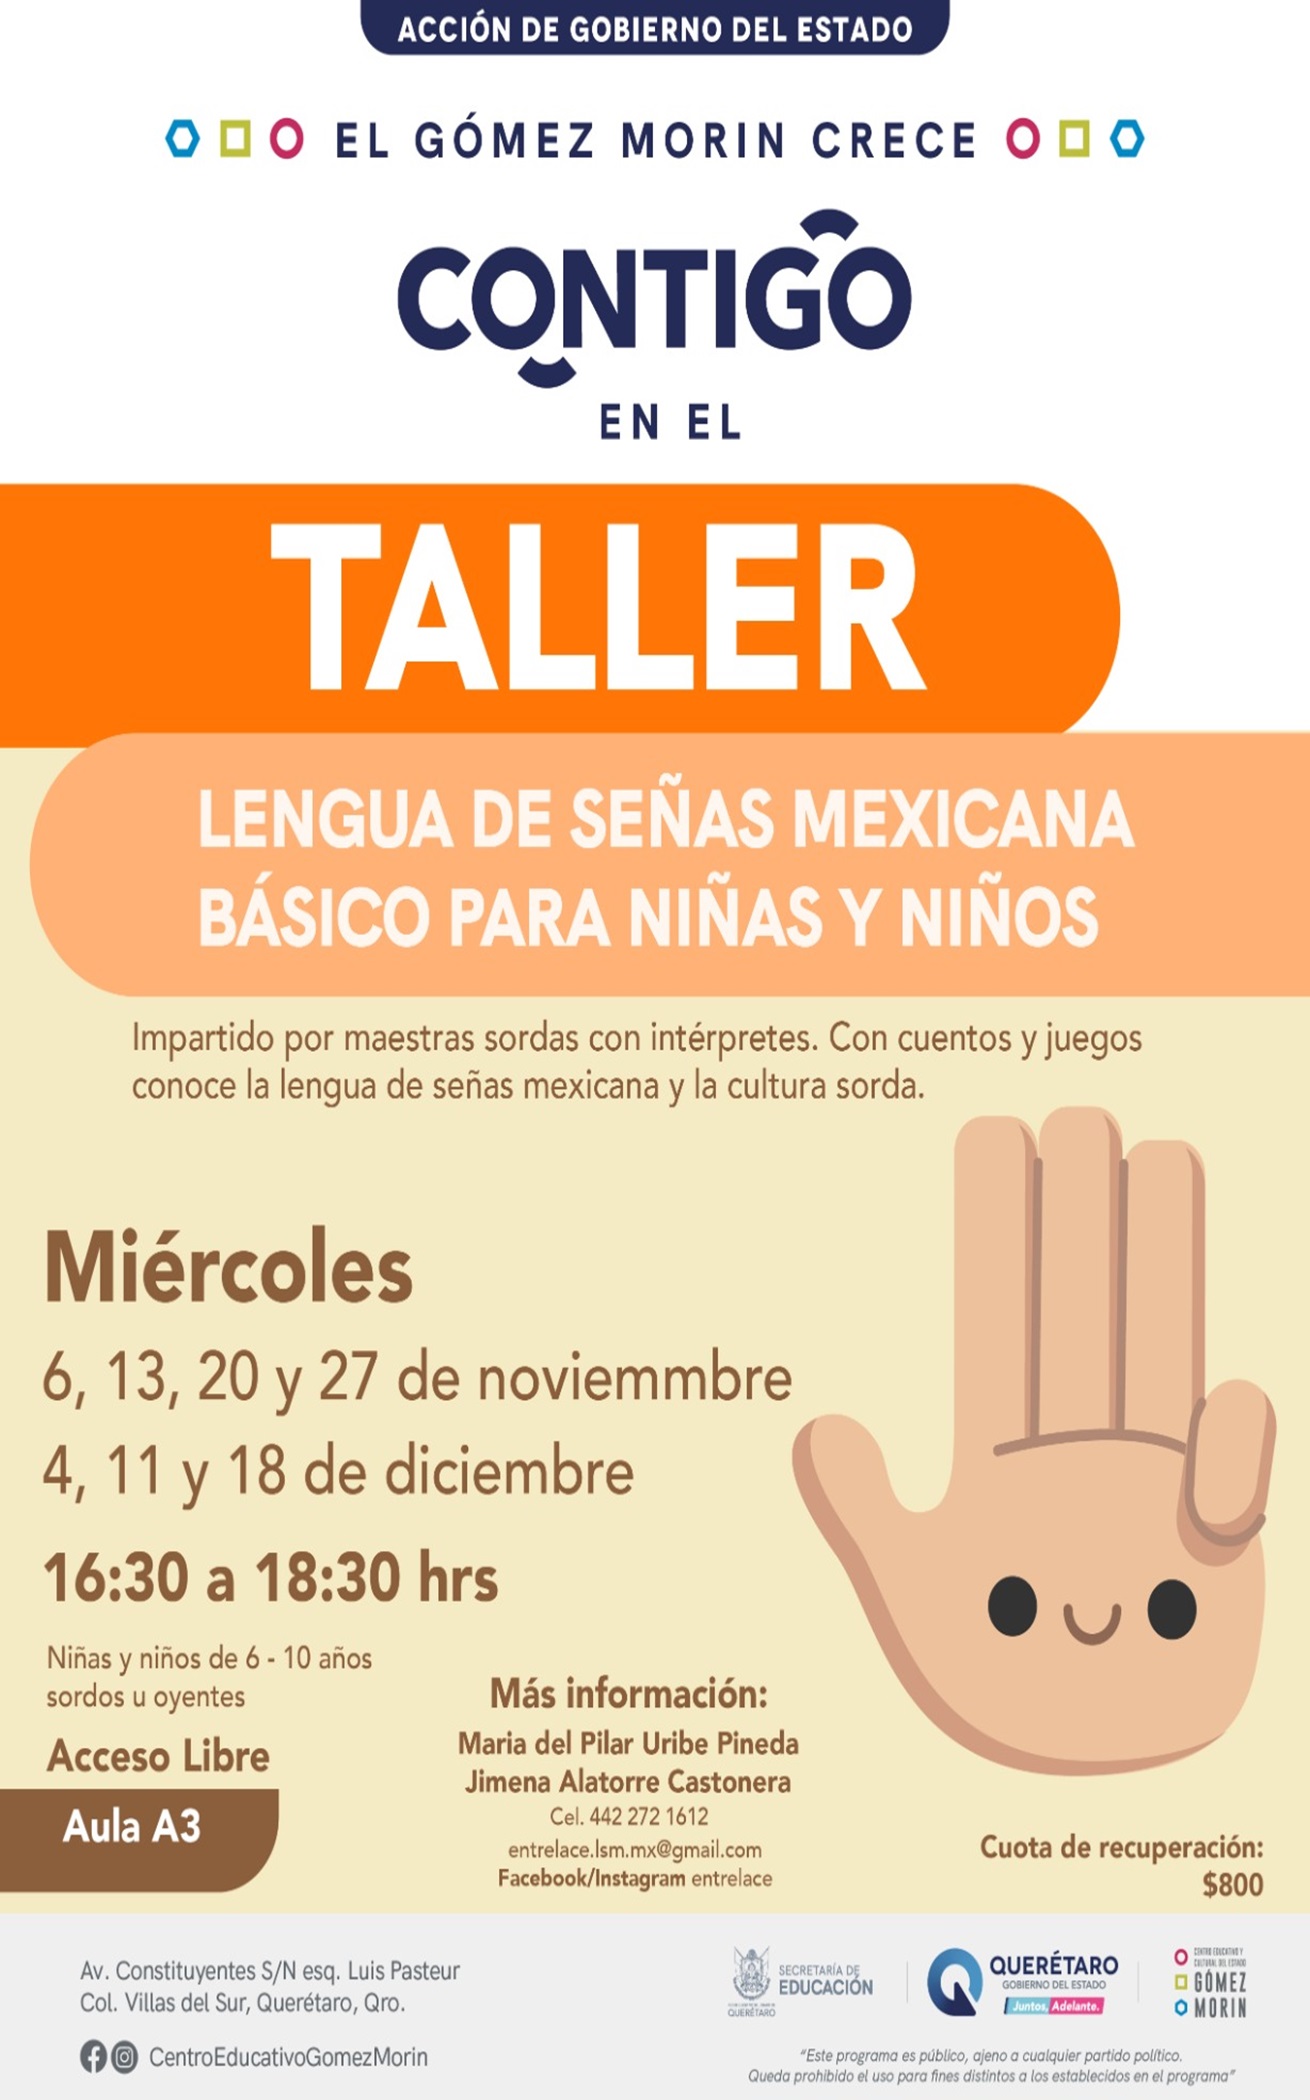 ACCIÓN DE GOBIERNO DEL ESTADO
EL GÓMEZ MORIN CRECE
CONTIGO
EN EL
TALLER
LENGUA DE SEÑAS MEXICANA
BÁSICO PARA NIÑAS Y NIÑOS
Impartido por maestras sordas con intérpretes. Con cuentos y juegos
conoce la lengua de señas mexicana y la cultura sorda.
Miércoles
6, 13, 20 y 27 de noviemmbre
4, 11 y 18 de diciembre
16:30 a 18:30 hrs
Niñas y niños de 6 - 10 años
sordos u oyentes
Acceso Libre
Aula A3
Más información:
Maria del Pilar Uribe Pineda
Jimena Alatorre Castonera
Cel. 442 272 1612
entrelace.lsm.mx@gmail.com
Facebook/Instagram entrelace
Cuota de recuperación:
$800
Av. Constituyentes S/N esq. Luis Pasteur
Col. Villas del Sur, Querétaro, Qro.
CentroEducativoGomezMorin
QUERÉTARO
SECRETARÍA DE
EDUCACIÓN
QUERÉTARO
GOBIERNO DEL ESTADO
Juntos, Adelante.
CENTRO EDUCATIVO Y
CULTURAL DEL ESTADO
GÓMEZ
MORIN
“Este programa es público, ajeno a cualquier partido político.
Queda prohibido el uso para fines distintos a los establecidos en el programa”